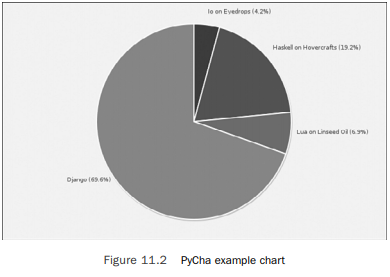 Io on Eyedrops (4.2%)
Haskell on Hovercrafts (19.2%)
Lua on Linseed Oil (6.9%)
Django (69.6%)
Figure 11.2 PyCha example chart